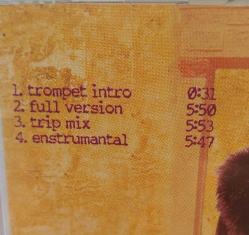 1. trompet intro 0:31
2. full version 5:50
3. trip mix 5:53
4. enstrumantal 5:47